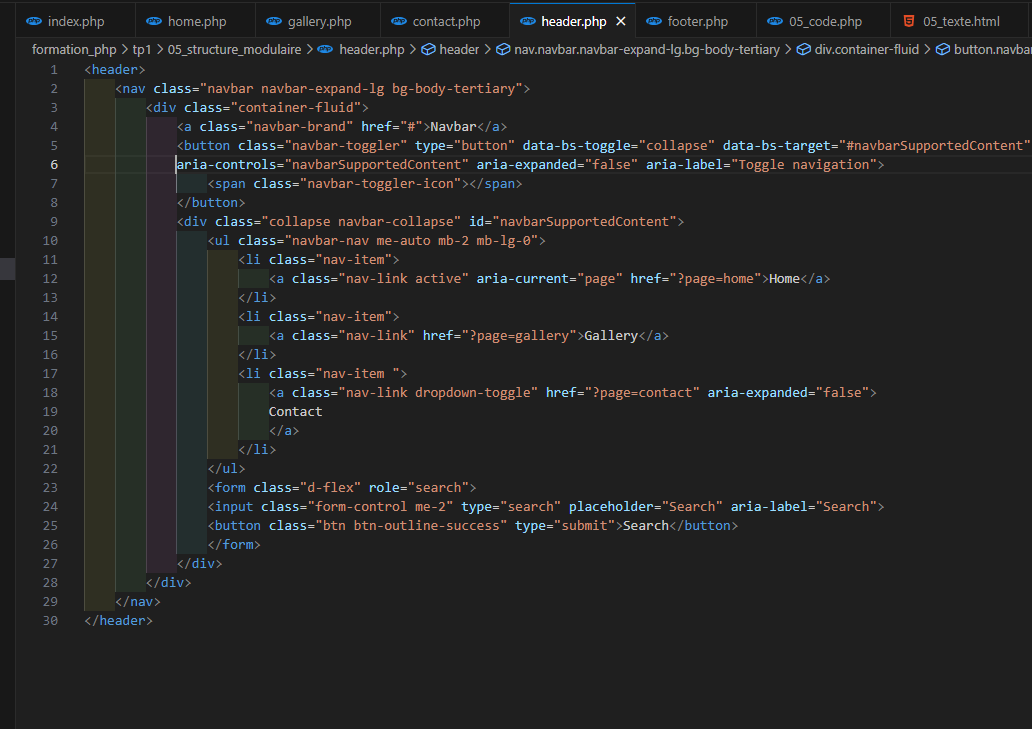 index.php home.php gallery.php contact.php header.php × footer.php 05_code.php 05_texte.html
formation_php > tp1 > 05_structure_modulaire > header.php > header > nav.navbar.navbar-expand-lg.bg-body-tertiary > div.container-fluid > button.navbar
1 <header>
2 <nav class="navbar navbar-expand-lg bg-body-tertiary">
3 <div class="container-fluid">
4 <a class="navbar-brand" href="#">Navbar</a>
5 <button class="navbar-toggler" type="button" data-bs-toggle="collapse" data-bs-target="#navbarSupportedContent"
6 aria-controls="navbarSupportedContent" aria-expanded="false" aria-label="Toggle navigation">
7 <span class="navbar-toggler-icon"></span>
8 </button>
9 <div class="collapse navbar-collapse" id="navbarSupportedContent">
10 <ul class="navbar-nav me-auto mb-2 mb-lg-0">
11 <li class="nav-item">
12 <a class="nav-link active" aria-current="page" href="?page=home">Home</a>
13 </li>
14 <li class="nav-item">
15 <a class="nav-link" href="?page=gallery">Gallery</a>
16 </li>
17 <li class="nav-item ">
18 <a class="nav-link dropdown-toggle" href="?page=contact" aria-expanded="false">
19 Contact
20 </a>
21 </li>
22 </ul>
23 <form class="d-flex" role="search">
24 <input class="form-control me-2" type="search" placeholder="Search" aria-label="Search">
25 <button class="btn btn-outline-success" type="submit">Search</button>
26 </form>
27 </div>
28 </div>
29 </nav>
30 </header>